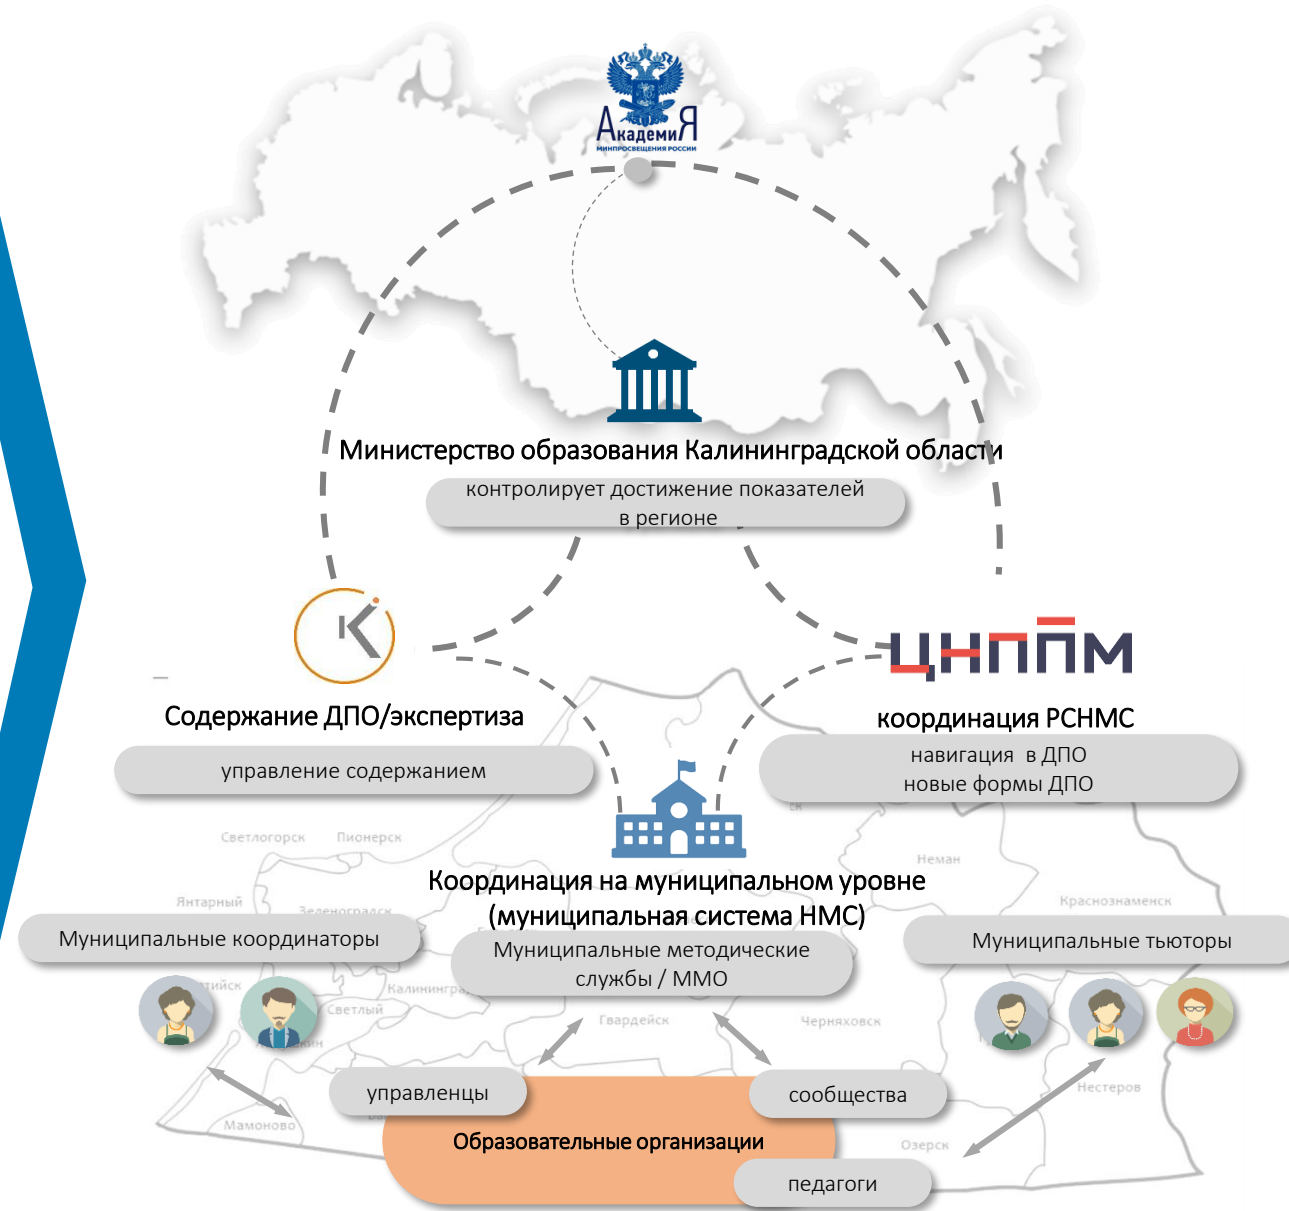 АкадемиЯ
МИНПРОСВЕЩЕНИЯ РОССИИ
Министерство образования Калининградской области
контролирует достижение показателей
в регионе
ЦНППМ
Содержание ДПО/экспертиза
координация РСНМС
управление содержанием
навигация в ДПО
новые формы ДПО
Светлогорск
Пионерск
Неман
Координация на муниципальном уровне
(муниципальная система НМС)
Янтарный
Зеленоградск
Краснознаменск
Муниципальные координаторы
Муниципальные методические
службы / ММО
Муниципальные тьюторы
Светлый
Гвардейск
Черняховск
управленцы
сообщества
Нестеров
Мамоново
Образовательные организации
Озерск
педагоги